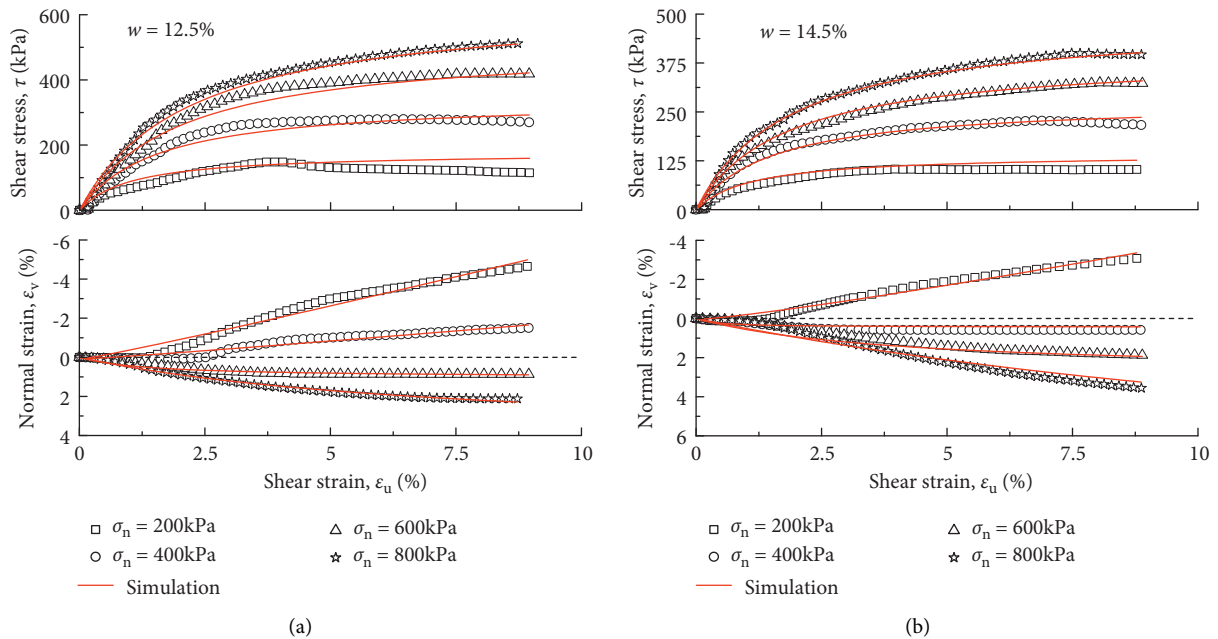 w = 12.5%
Shear stress, τ (kPa)
600
400
200
0
Normal strain, εv (%)
-6
-4
-2
0
2
4
0
2.5
5
7.5
10
Shear strain, εu (%)
σn = 200kPa
σn = 600kPa
σn = 400kPa
σn = 800kPa
Simulation
(a)
w = 14.5%
Shear stress, τ (kPa)
500
375
250
125
0
Normal strain, εv (%)
-4
-2
0
2
4
6
0
2.5
5
7.5
10
Shear strain, εu (%)
σn = 200kPa
σn = 600kPa
σn = 400kPa
σn = 800kPa
Simulation
(b)